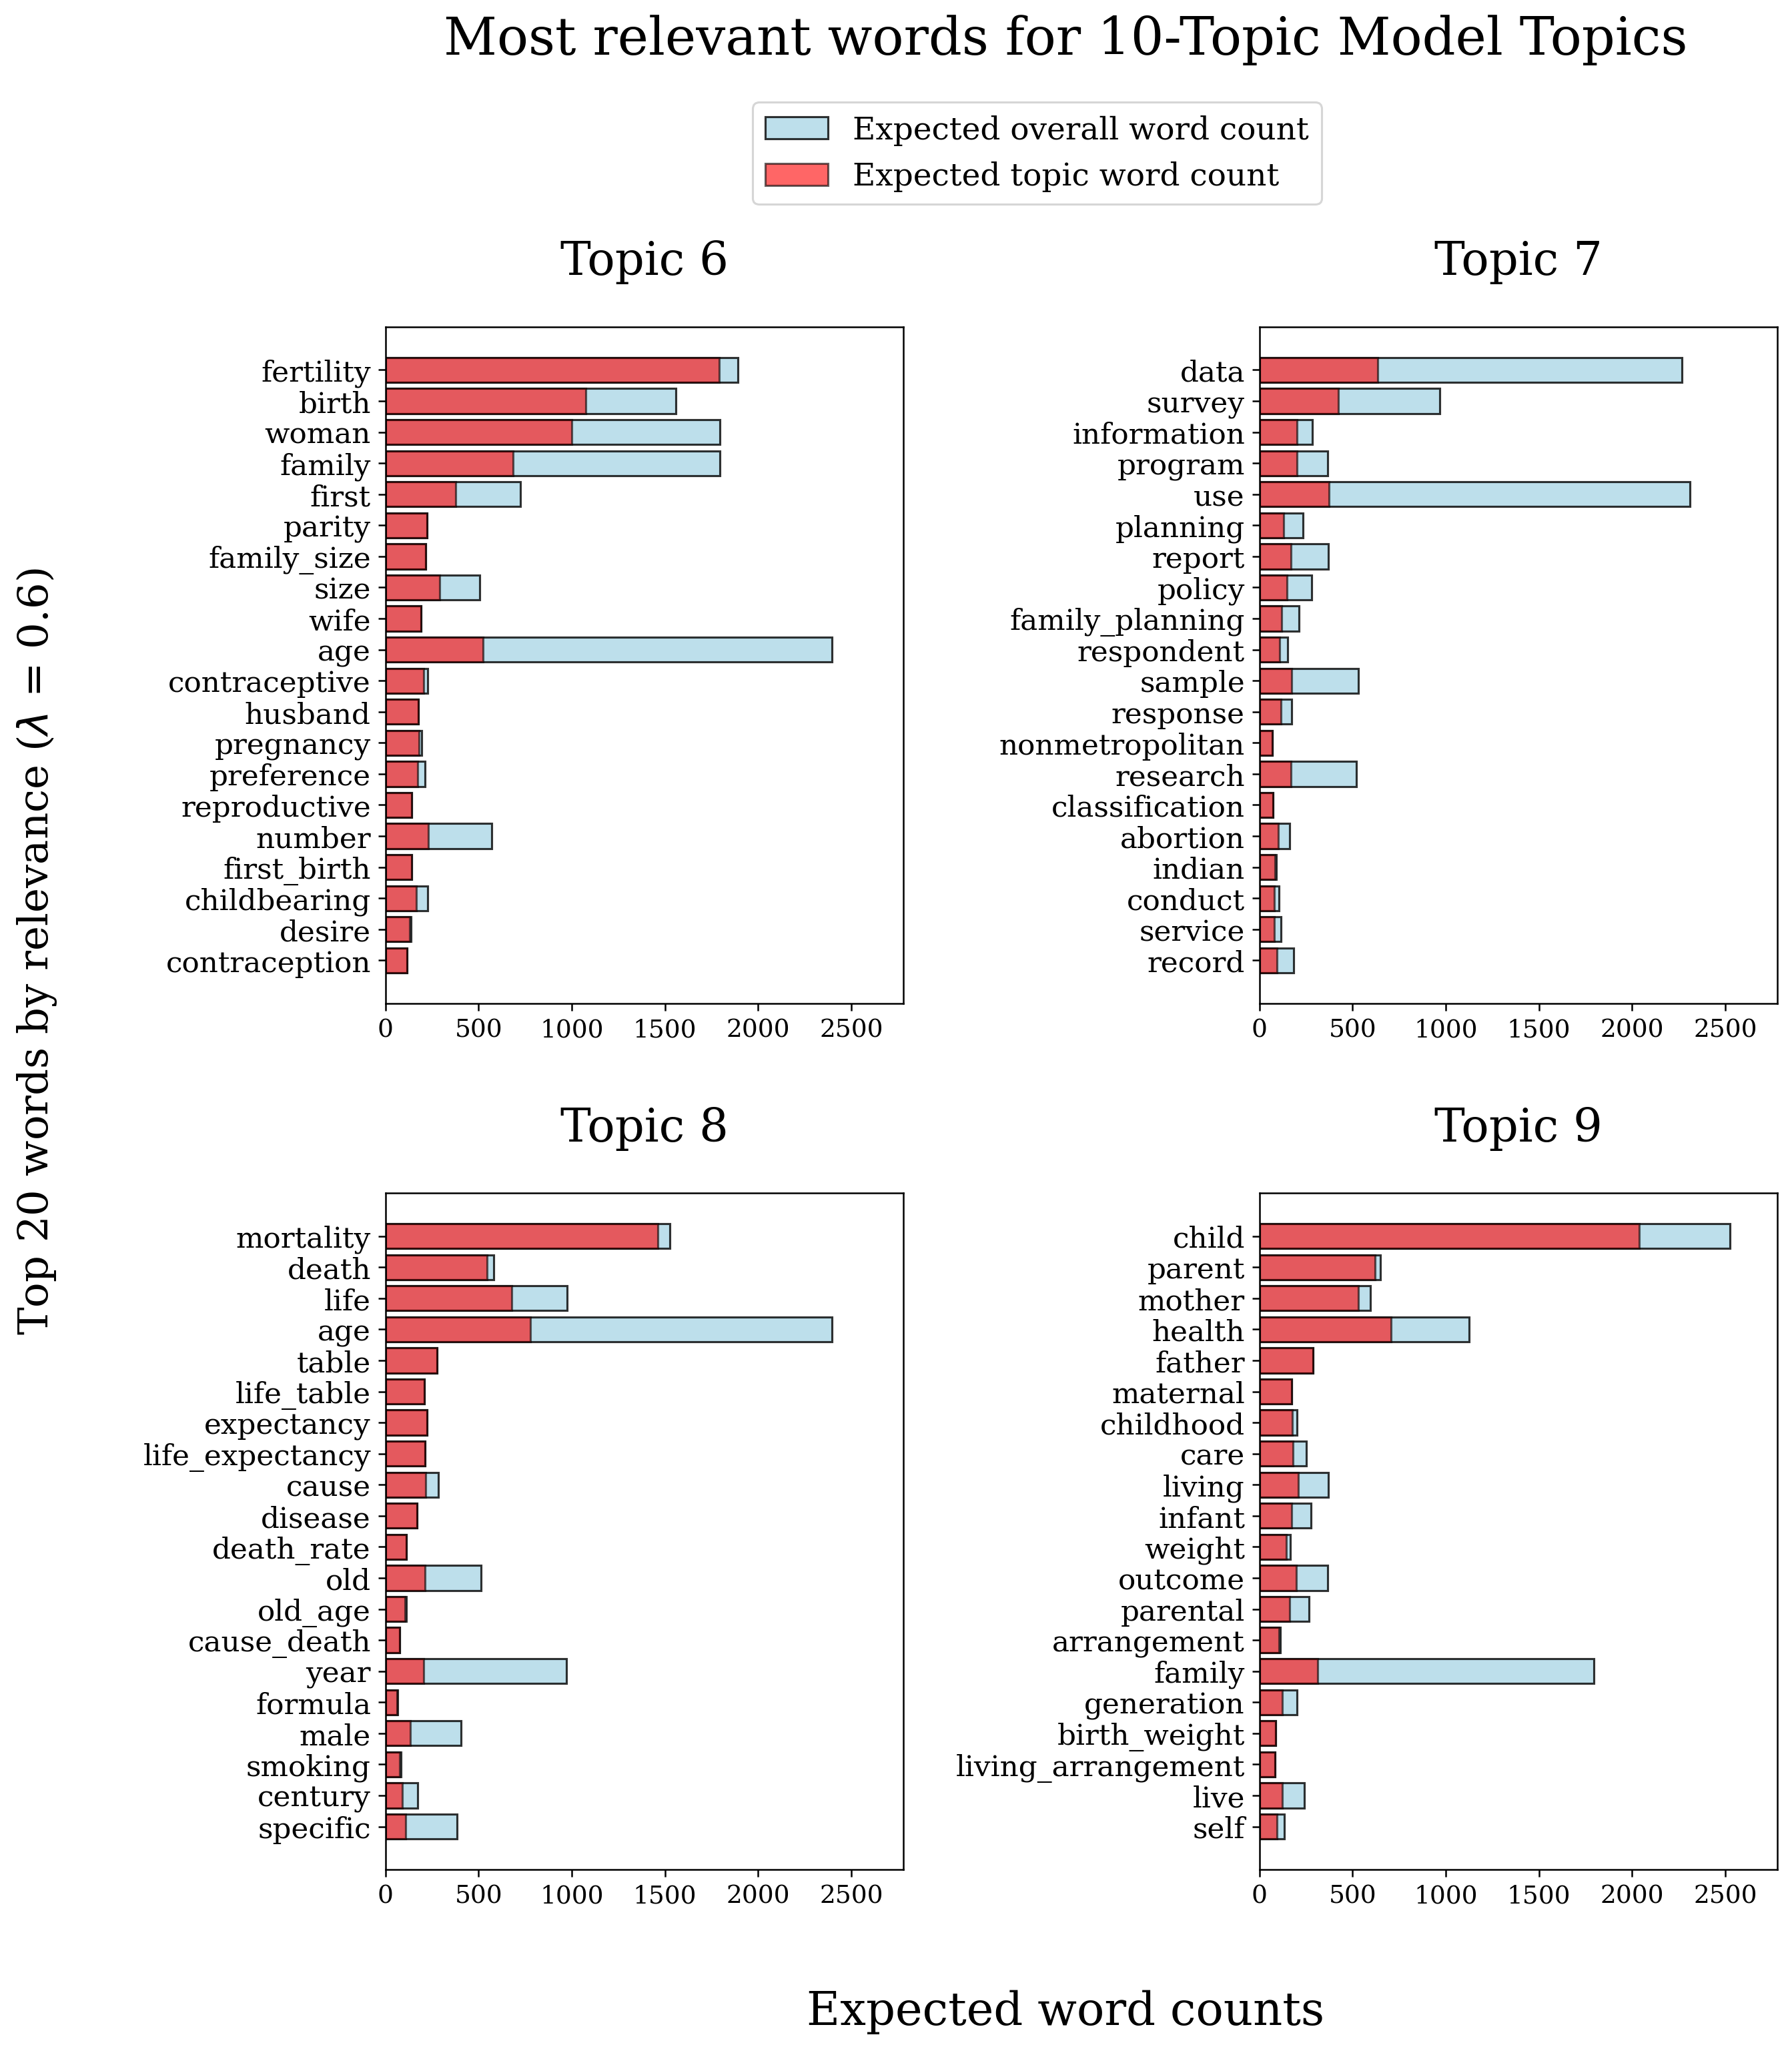 Most relevant words for 10-Topic Model Topics
Expected overall word count
Expected topic word count
Top 20 words by relevance (λ = 0.6)
Topic 6
fertility
birth
woman
family
first
parity
family_size
size
wife
age
contraceptive
husband
pregnancy
preference
reproductive
number
first_birth
childbearing
desire
contraception
0 500 1000 1500 2000 2500
Topic 7
data
survey
information
program
use
planning
report
policy
family_planning
respondent
sample
response
nonmetropolitan
research
classification
abortion
indian
conduct
service
record
0 500 1000 1500 2000 2500
Topic 8
mortality
death
life
age
table
life_table
expectancy
life_expectancy
cause
disease
death_rate
old
old_age
cause_death
year
formula
male
smoking
century
specific
0 500 1000 1500 2000 2500
Topic 9
child
parent
mother
health
father
maternal
childhood
care
living
infant
weight
outcome
parental
arrangement
family
generation
birth_weight
living_arrangement
live
self
0 500 1000 1500 2000 2500
Expected word counts